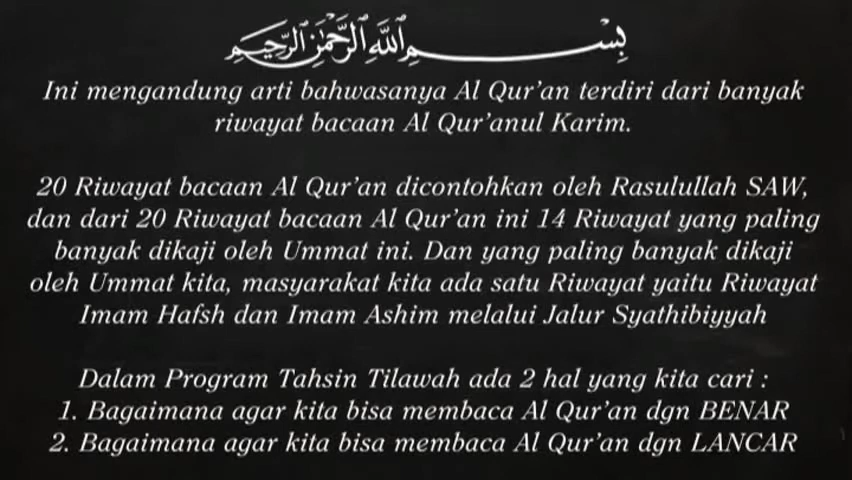 بِسْمِ اللَّهِ الرَّحْمَٰنِ الرَّحِيمِ
Ini mengandung arti bahwasanya Al Qur'an terdiri dari banyak
riwayat bacaan Al Qur'anul Karim.
20 Riwayat bacaan Al Qur'an dicontohkan oleh Rasulullah SAW,
dan dari 20 Riwayat bacaan Al Qur'an ini 14 Riwayat yang paling
banyak dikaji oleh Ummat ini. Dan yang paling banyak dikaji
oleh Ummat kita, masyarakat kita ada satu Riwayat yaitu Riwayat
Imam Hafsh dan Imam Ashim melalui Jalur Syathibiyyah
Dalam Program Tahsin Tilawah ada 2 hal yang kita cari :
1. Bagaimana agar kita bisa membaca Al Qur'an dgn BENAR
2. Bagaimana agar kita bisa membaca Al Qur'an dgn LANCAR